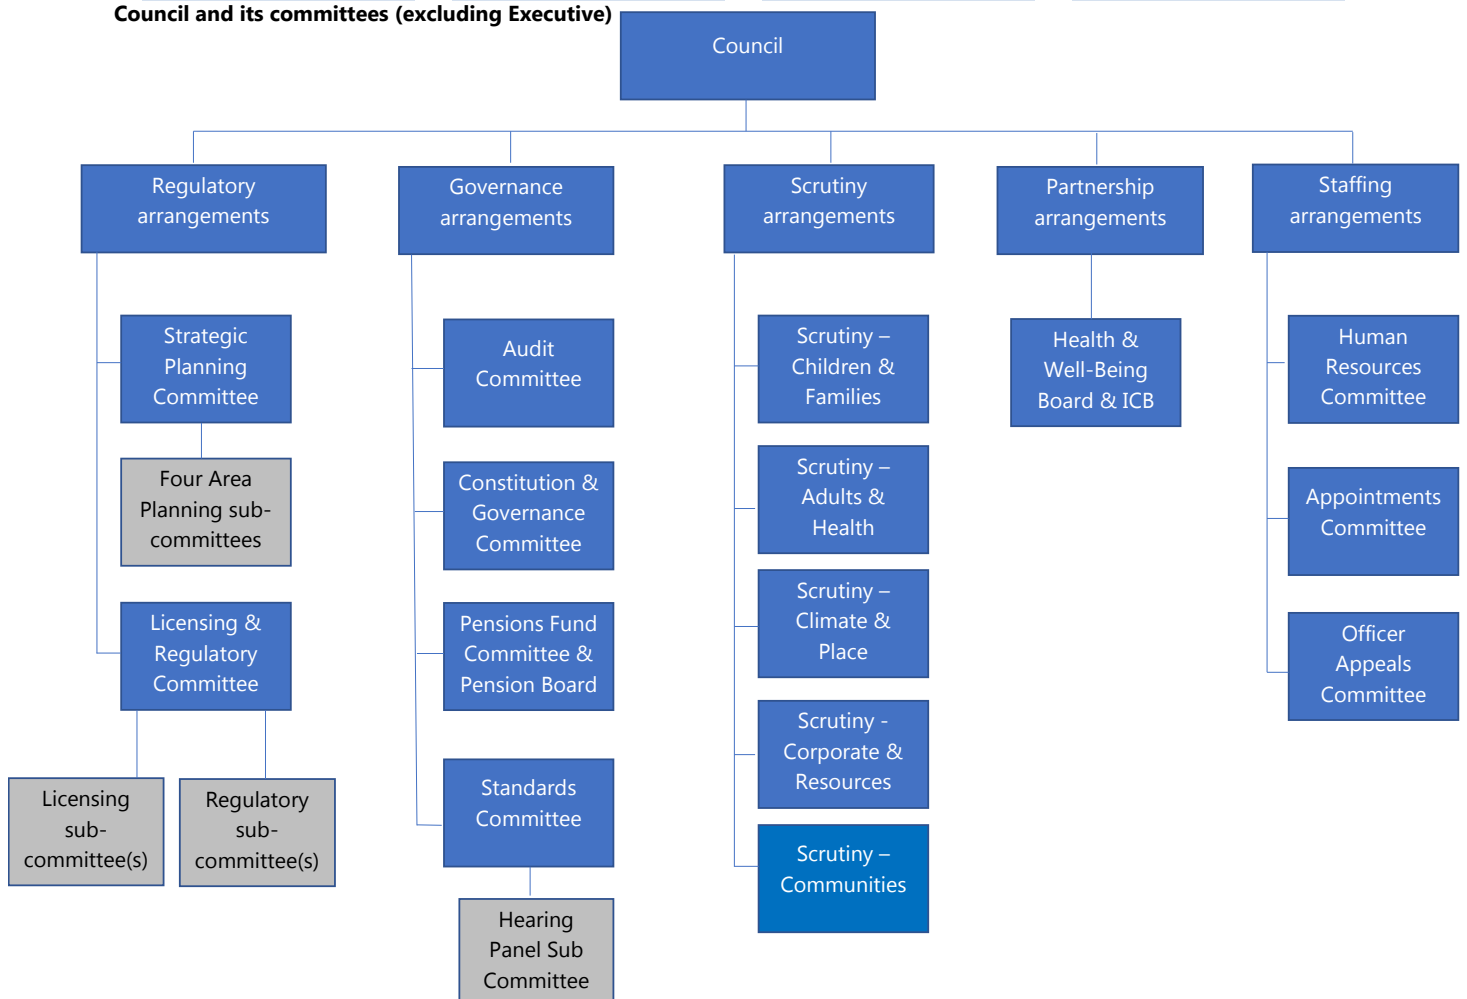 Council and its committees (excluding Executive)
Council
Regulatory
arrangements
Governance
arrangements
Scrutiny
arrangements
Partnership
arrangements
Staffing
arrangements
Strategic
Planning
Committee
Four Area
Planning sub-
committees
Licensing &
Regulatory
Committee
Licensing
sub-
committee(s)
Regulatory
sub-
committee(s)
Audit
Committee
Constitution &
Governance
Committee
Pensions Fund
Committee &
Pension Board
Standards
Committee
Hearing
Panel Sub
Committee
Scrutiny –
Children &
Families
Scrutiny –
Adults &
Health
Scrutiny –
Climate &
Place
Scrutiny -
Corporate &
Resources
Scrutiny –
Communities
Health &
Well-Being
Board & ICB
Human
Resources
Committee
Appointments
Committee
Officer
Appeals
Committee